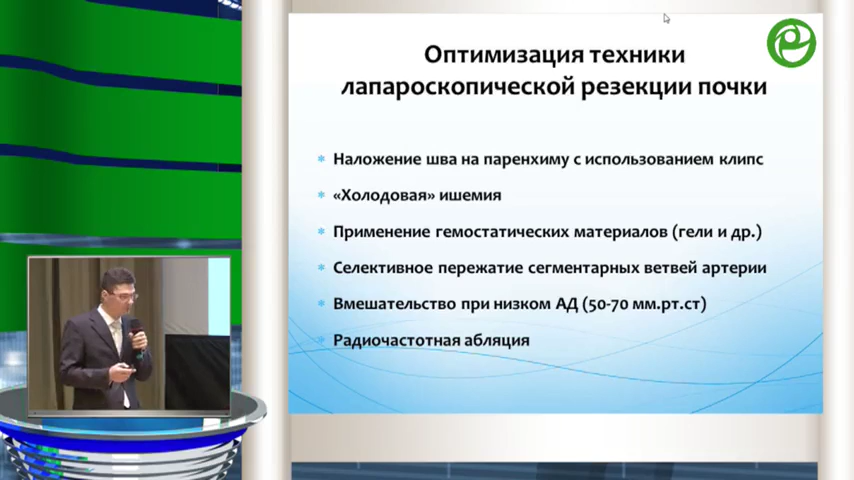 Оптимизация техники
лапароскопической резекции почки
Наложение шва на паренхиму с использованием клипс
«Холодовая» ишемия
Применение гемостатических материалов (гели и др.)
Селективное пережатие сегментарных ветвей артерии
Вмешательство при низком АД (50-70 мм.рт.ст)
Радиочастотная абляция